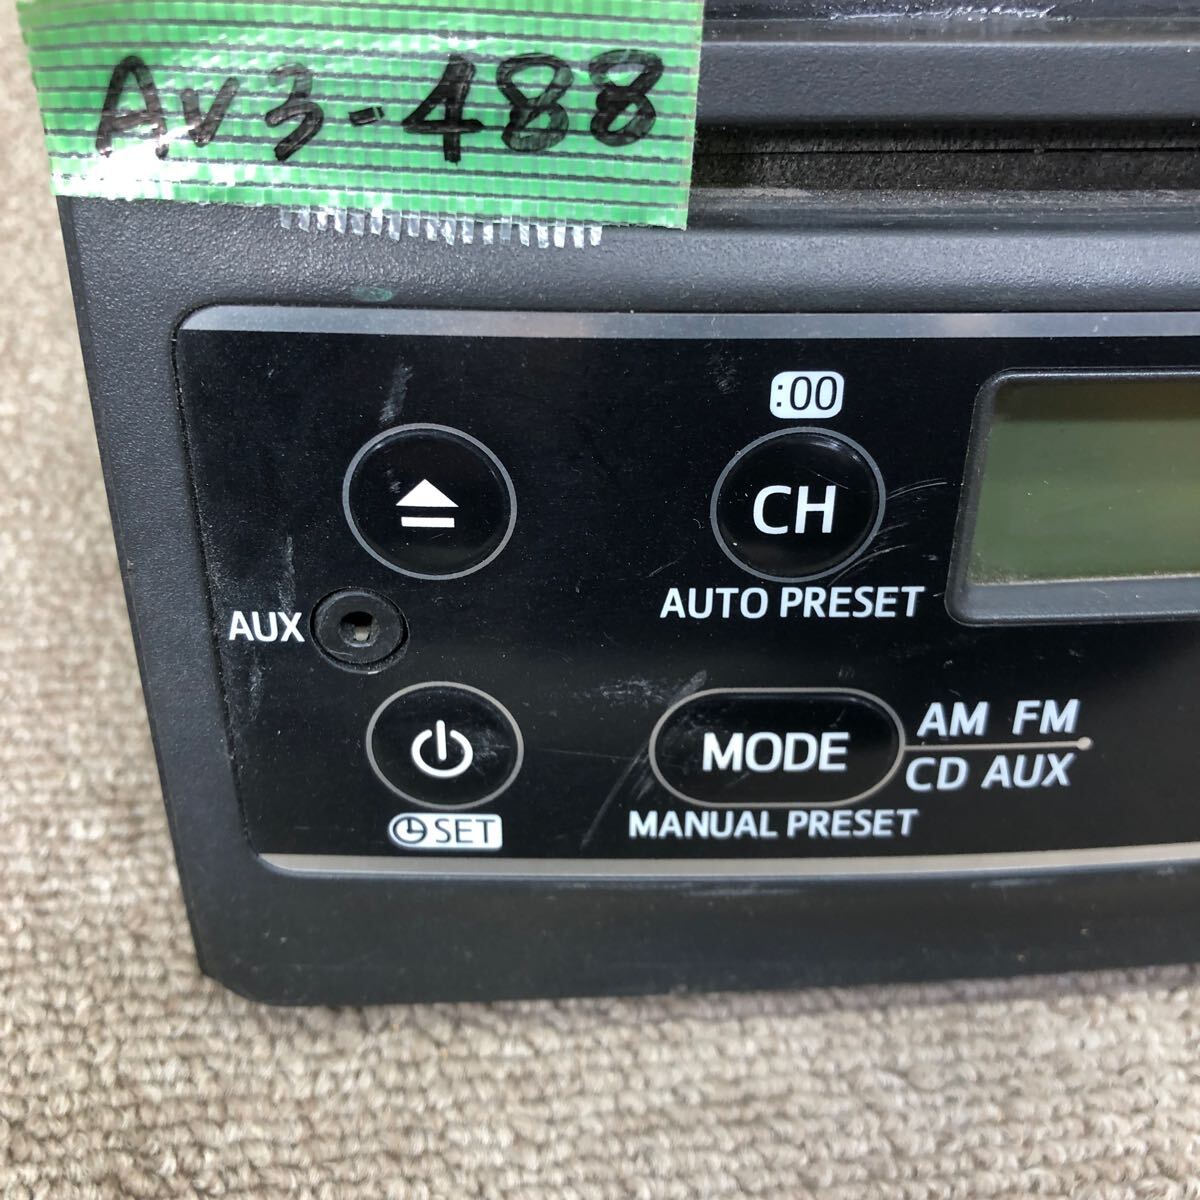 AV3-488
:00
CH
AUTO PRESET
AUX
MODE
AM FM
CD AUX
SET
MANUAL PRESET